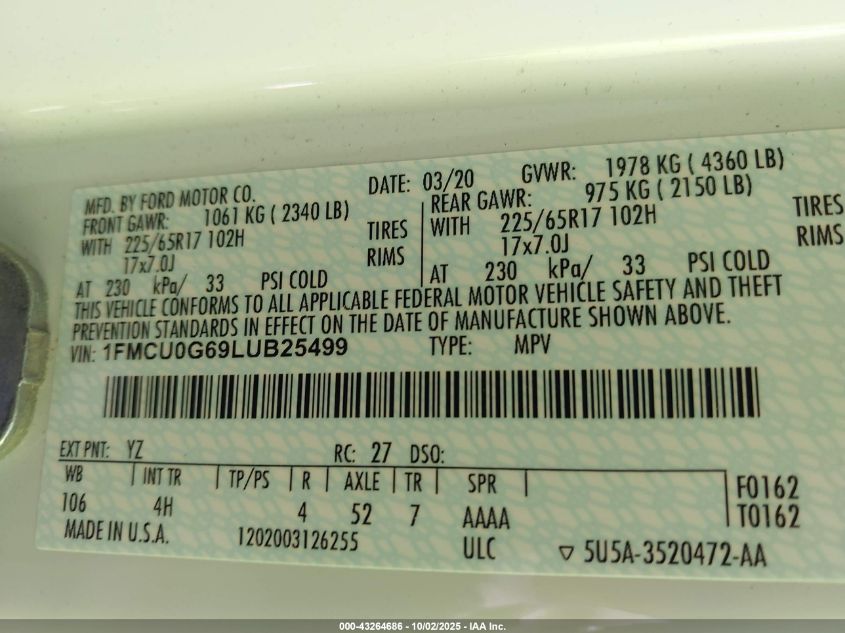 MFD. BY FORD MOTOR CO. DATE: 03/20 GVWR: 1978 KG ( 4360 LB)
FRONT GAWR: 1061 KG ( 2340 LB) REAR GAWR: 975 KG ( 2150 LB)
WITH 225/65R17 102H TIRES WITH 225/65R17 102H TIRES
17x7.0J RIMS 17x7.0J RIMS
AT 230 kPa/ 33 PSI COLD AT 230 kPa/ 33 PSI COLD
THIS VEHICLE CONFORMS TO ALL APPLICABLE FEDERAL MOTOR VEHICLE SAFETY AND THEFT
PREVENTION STANDARDS IN EFFECT ON THE DATE OF MANUFACTURE SHOWN ABOVE.
VIN: 1FMCU0G69LUB25499 TYPE: MPV
EXT PNT: YZ RC: 27 DSO:
WB INT TR TP/PS R AXLE TR SPR F0162
106 4H 4 52 7 AAAA T0162
MADE IN U.S.A. 1202003126255 ULC ▽ 5U5A-3520472-AA
000-43264686 - 10/02/2025 - IAA Inc.